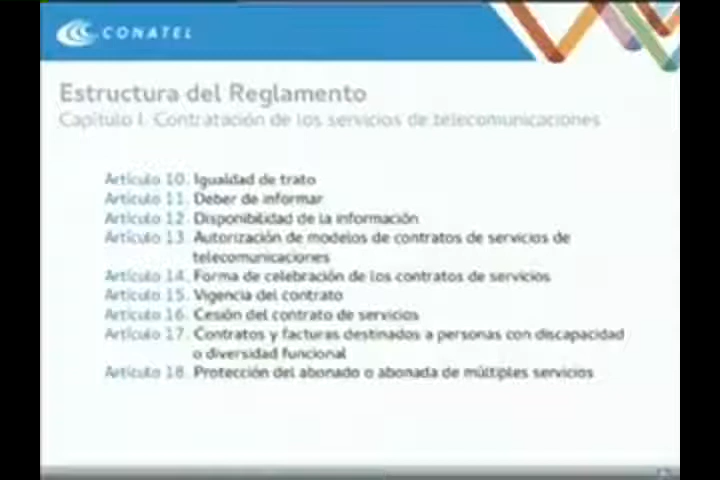 CONATEL
Estructura del Reglamento
Capítulo I. Contratación de los servicios de telecomunicaciones
Artículo 10. Igualdad de trato
Artículo 11. Deber de informar
Artículo 12. Disponibilidad de la información
Artículo 13. Autorización de modelos de contratos de servicios de
telecomunicaciones
Artículo 14. Forma de celebración de los contratos de servicios
Artículo 15. Vigencia del contrato
Artículo 16. Cesión del contrato de servicios
Artículo 17. Contratos y facturas destinados a personas con discapacidad
o diversidad funcional
Artículo 18. Protección del abonado o abonada de múltiples servicios